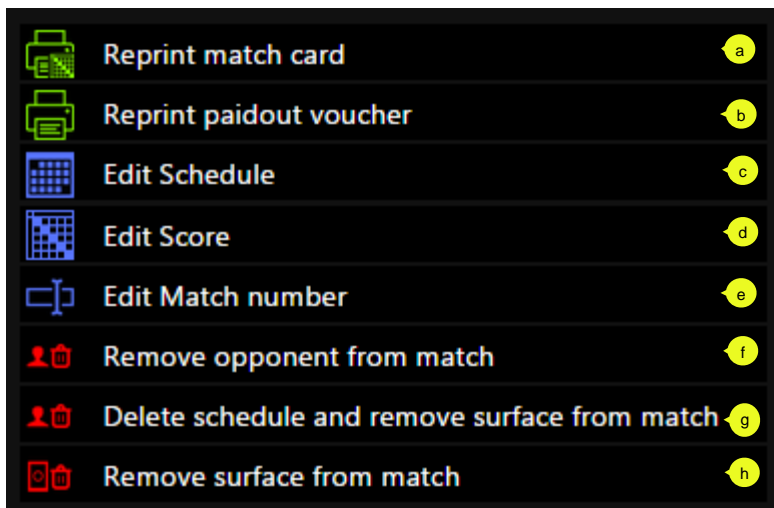 Reprint match card a
Reprint paidout voucher b
Edit Schedule c
Edit Score d
Edit Match number e
Remove opponent from match f
Delete schedule and remove surface from match g
Remove surface from match h